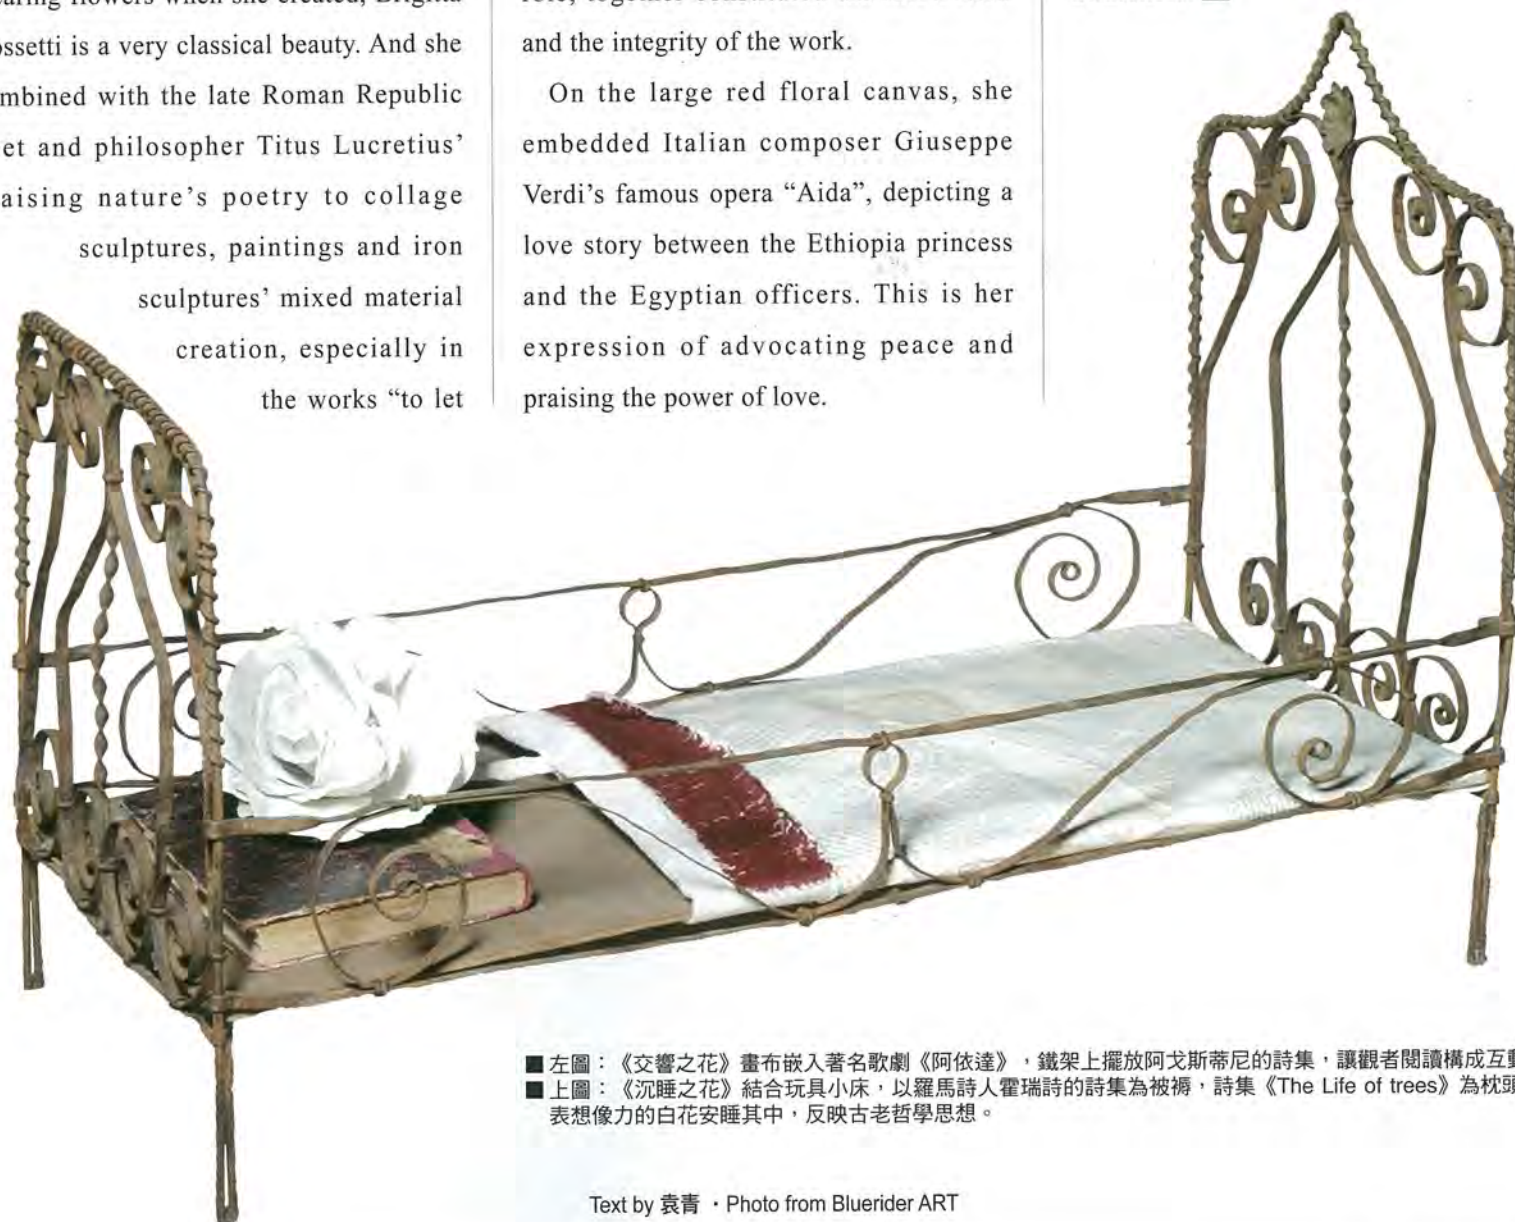 when she created, Brigitta
is a very classical beauty. And she
with the late Roman Republic
and philosopher Titus Lucretius’
nature’s poetry to collage
sculptures, paintings and iron
sculptures’ mixed material
creation, especially in
the works “to let
and the integrity of the work.
On the large red floral canvas, she
embedded Italian composer Giuseppe
Verdi’s famous opera “Aida”, depicting a
love story between the Ethiopia princess
and the Egyptian officers. This is her
expression of advocating peace and
praising the power of love.
■ 左圖：《交響之花》畫布嵌入著名歌劇《阿依達》，鐵架上擺放阿戈斯蒂尼的詩集，讓觀者閱讀構成互動
■ 上圖：《沉睡之花》結合玩具小床，以羅馬詩人霍瑞詩的詩集為被褥，詩集《The Life of trees》為枕頭
表想像力的白花安睡其中，反映古老哲學思想。
Text by 袁青 ・Photo from Bluerider ART